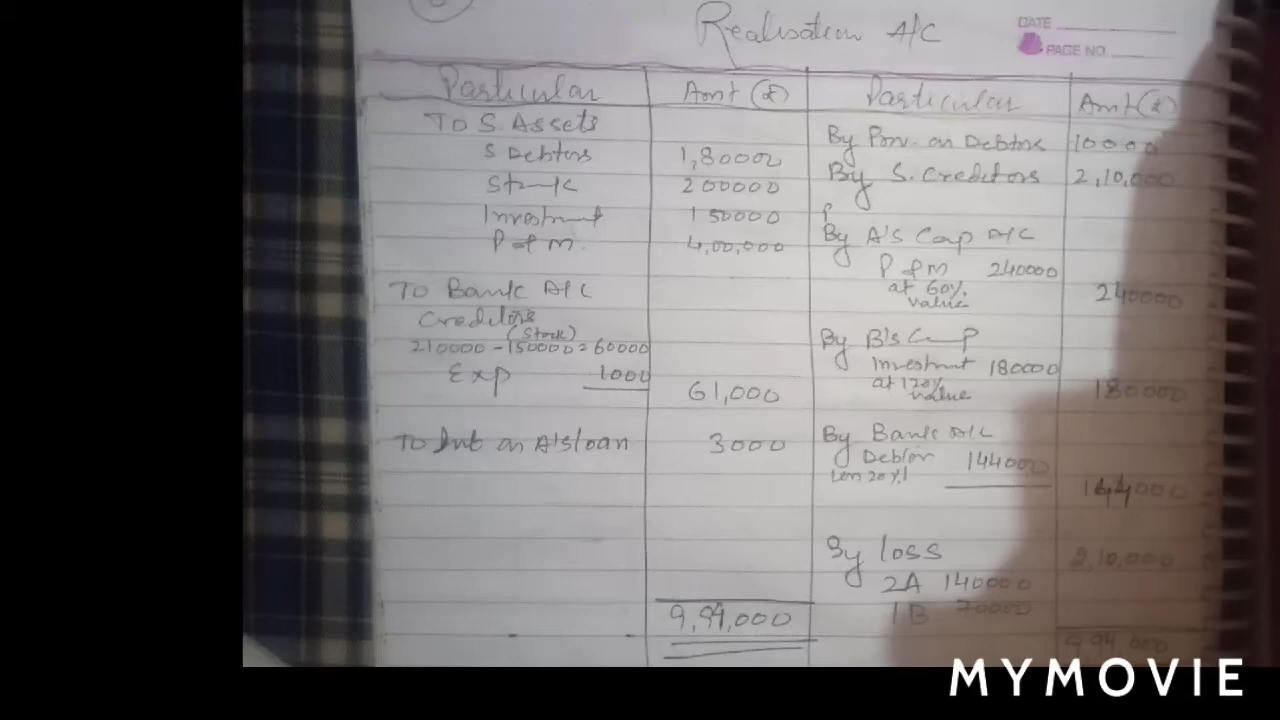 Realisation A/C
DATE
PAGE NO.
Particular Amt (₹) Particular Amt (₹)
To S. Assets
S Debtors 1,80000
Stock 200000
Investment 150000
P & M. 4,00,000
To Bank A/C
Creditors
(Stock)
210000 - 150000 = 60000
Exp 1000
61,000
To Int on A's loan 3000
9,94,000
By Prov. on Debtors 10000
By S. Creditors 2,10,000
By A's Cap A/C
P & M 240000
at 60% value
240000
By B's Cap
Investment 180000
at 120% value
180000
By Bank A/C
Debtor 144000
Less 20%
144000
By loss 2,10,000
2A 140000
1B 70000
9,94,000
MYMOVIE